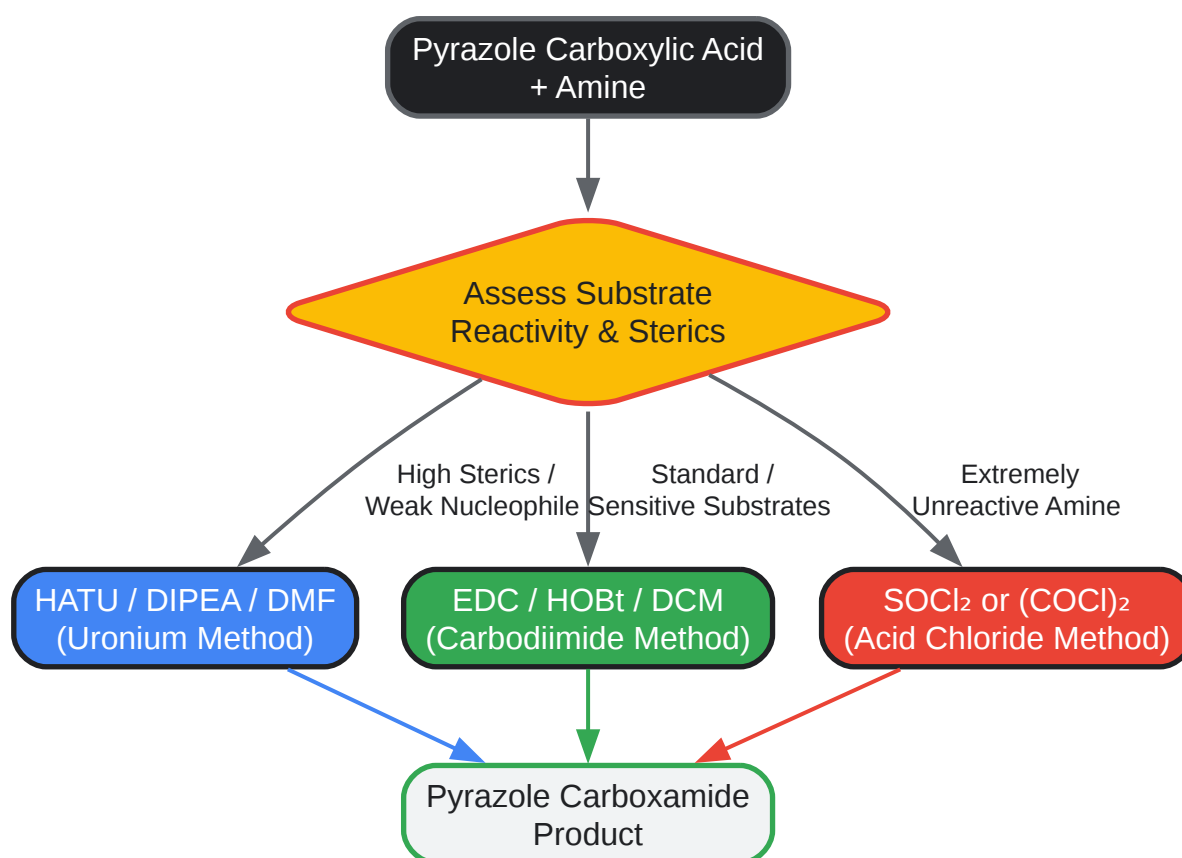 Pyrazole Carboxylic Acid
+ Amine
Assess Substrate
Reactivity & Sterics
High Sterics /
Weak Nucleophile
Standard /
Sensitive Substrates
Extremely
Unreactive Amine
HATU / DIPEA / DMF
(Uronium Method)
EDC / HOBt / DCM
(Carbodiimide Method)
SOCl₂ or (COCl)₂
(Acid Chloride Method)
Pyrazole Carboxamide
Product